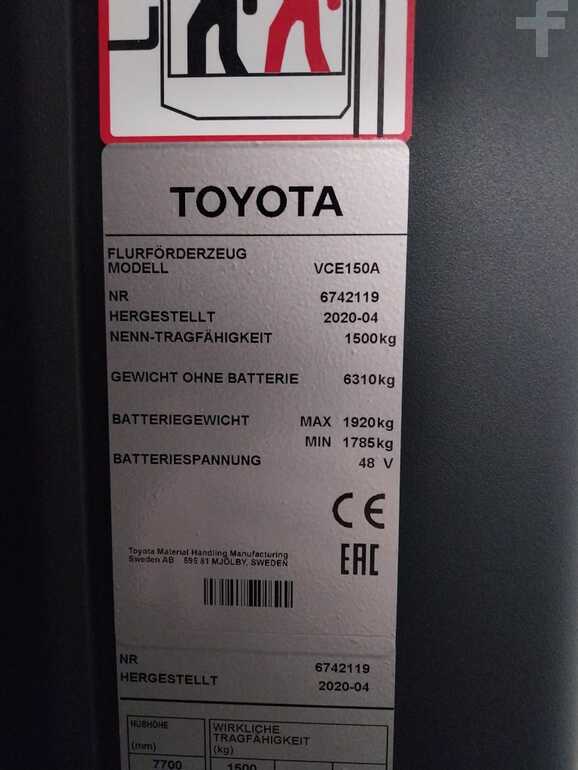 TOYOTA
FLURFÖRDERZEUG
MODELL VCE150A
NR 6742119
HERGESTELLT 2020-04
NENN-TRAGFÄHIGKEIT 1500kg
GEWICHT OHNE BATTERIE 6310kg
BATTERIEGEWICHT MAX 1920kg
MIN 1785kg
BATTERIESPANNUNG 48 V
CE
EAC
Toyota Material Handling Manufacturing
Sweden AB 595 81 MJÖLBY, SWEDEN
NR 6742119
HERGESTELLT 2020-04
HUBHÖHE
(mm)
WIRKLICHE
TRAGFÄHIGKEIT
(kg)
7700 1500